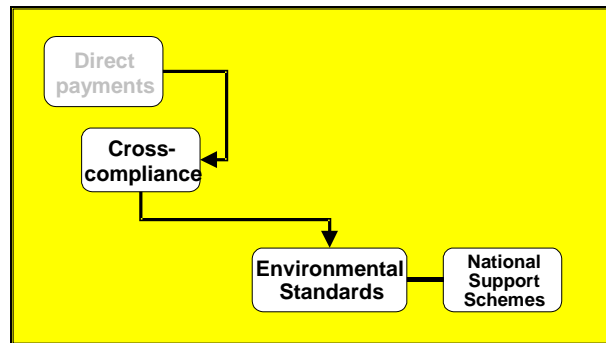 Direct
payments
Cross-
compliance
Environmental
Standards
National
Support
Schemes